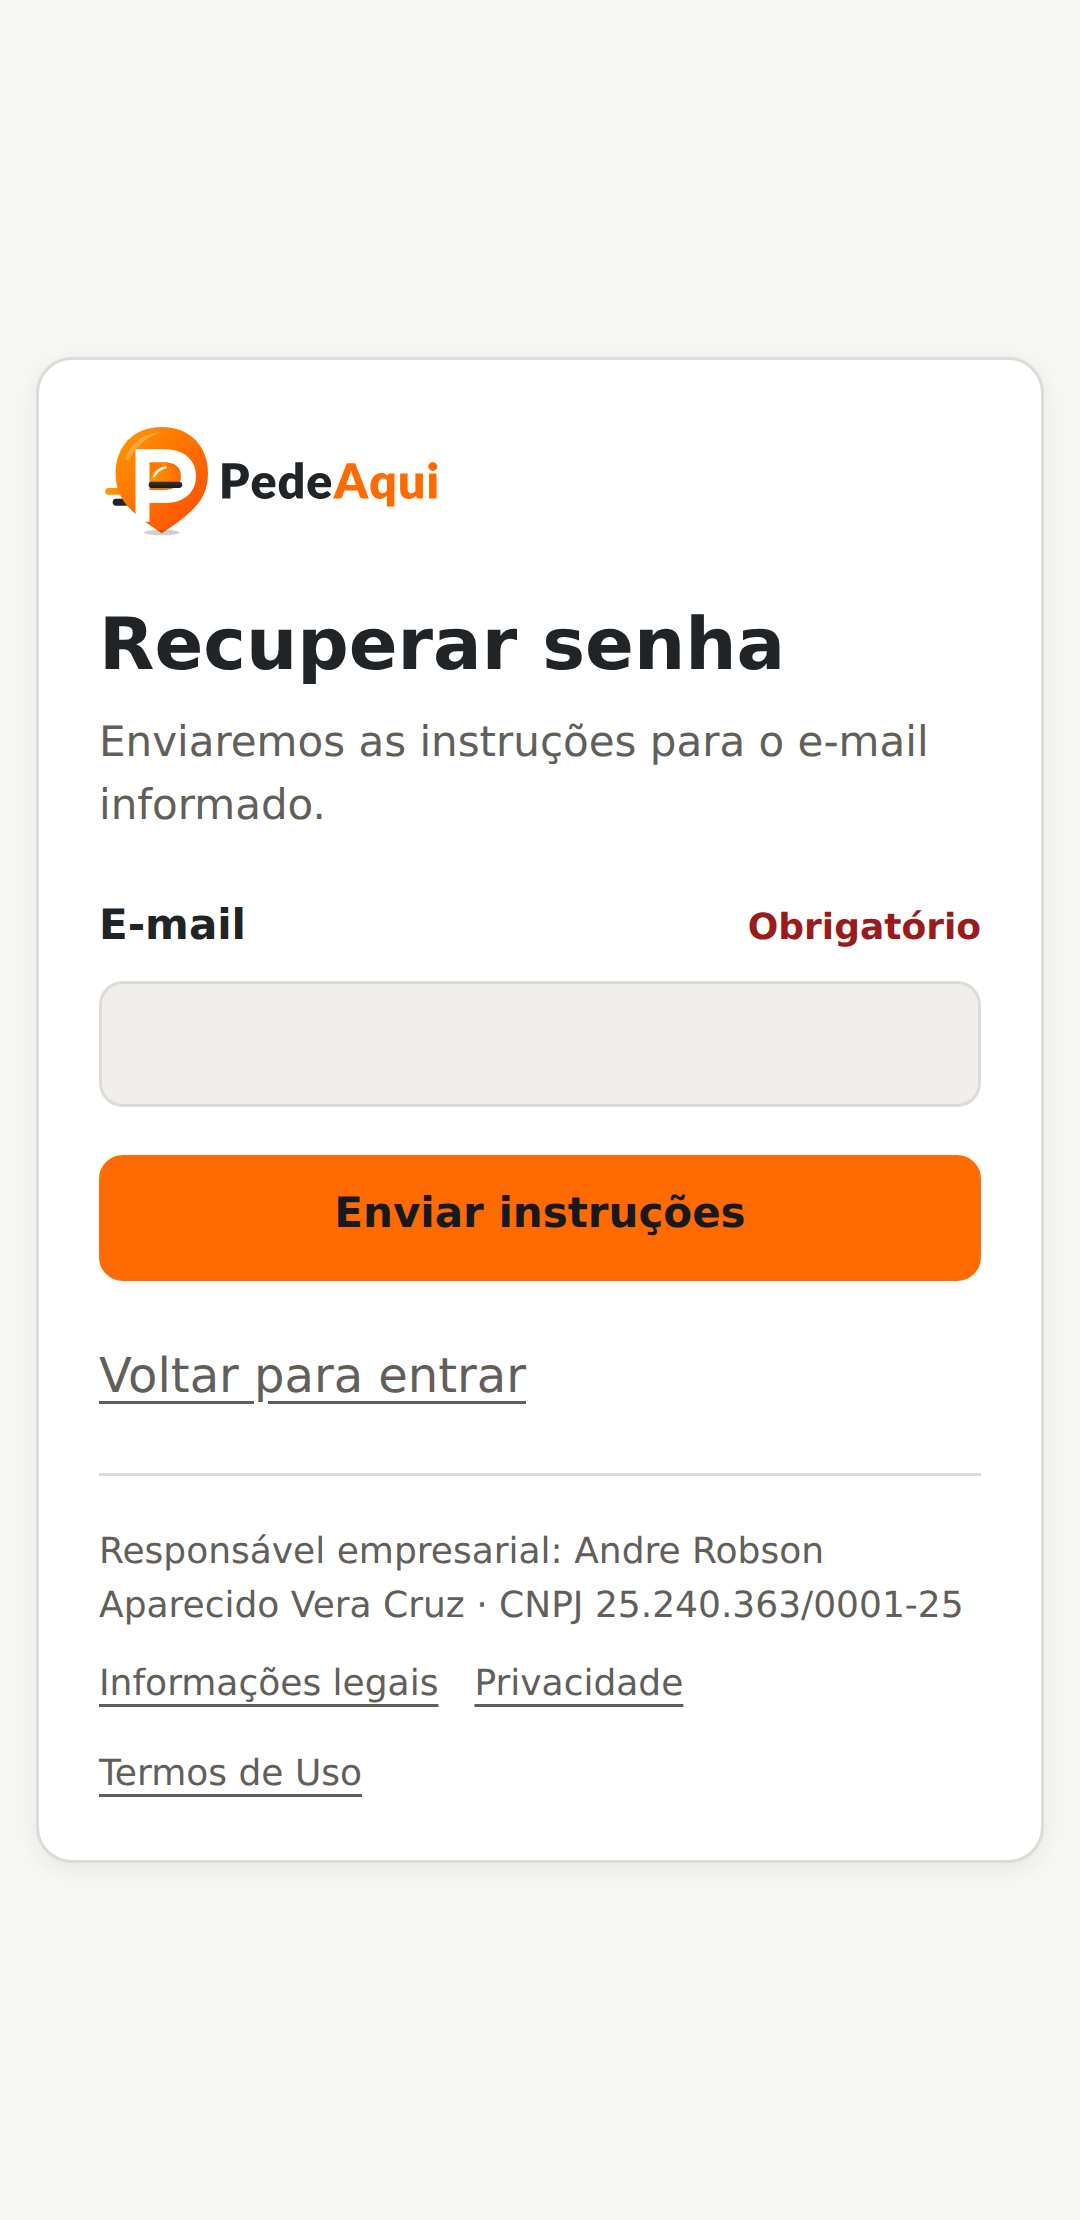 PedeAqui
Recuperar senha
Enviaremos as instruções para o e-mail
informado.
E-mail
Obrigatório
Enviar instruções
Voltar para entrar
Responsável empresarial: Andre Robson
Aparecido Vera Cruz · CNPJ 25.240.363/0001-25
Informações legais Privacidade
Termos de Uso